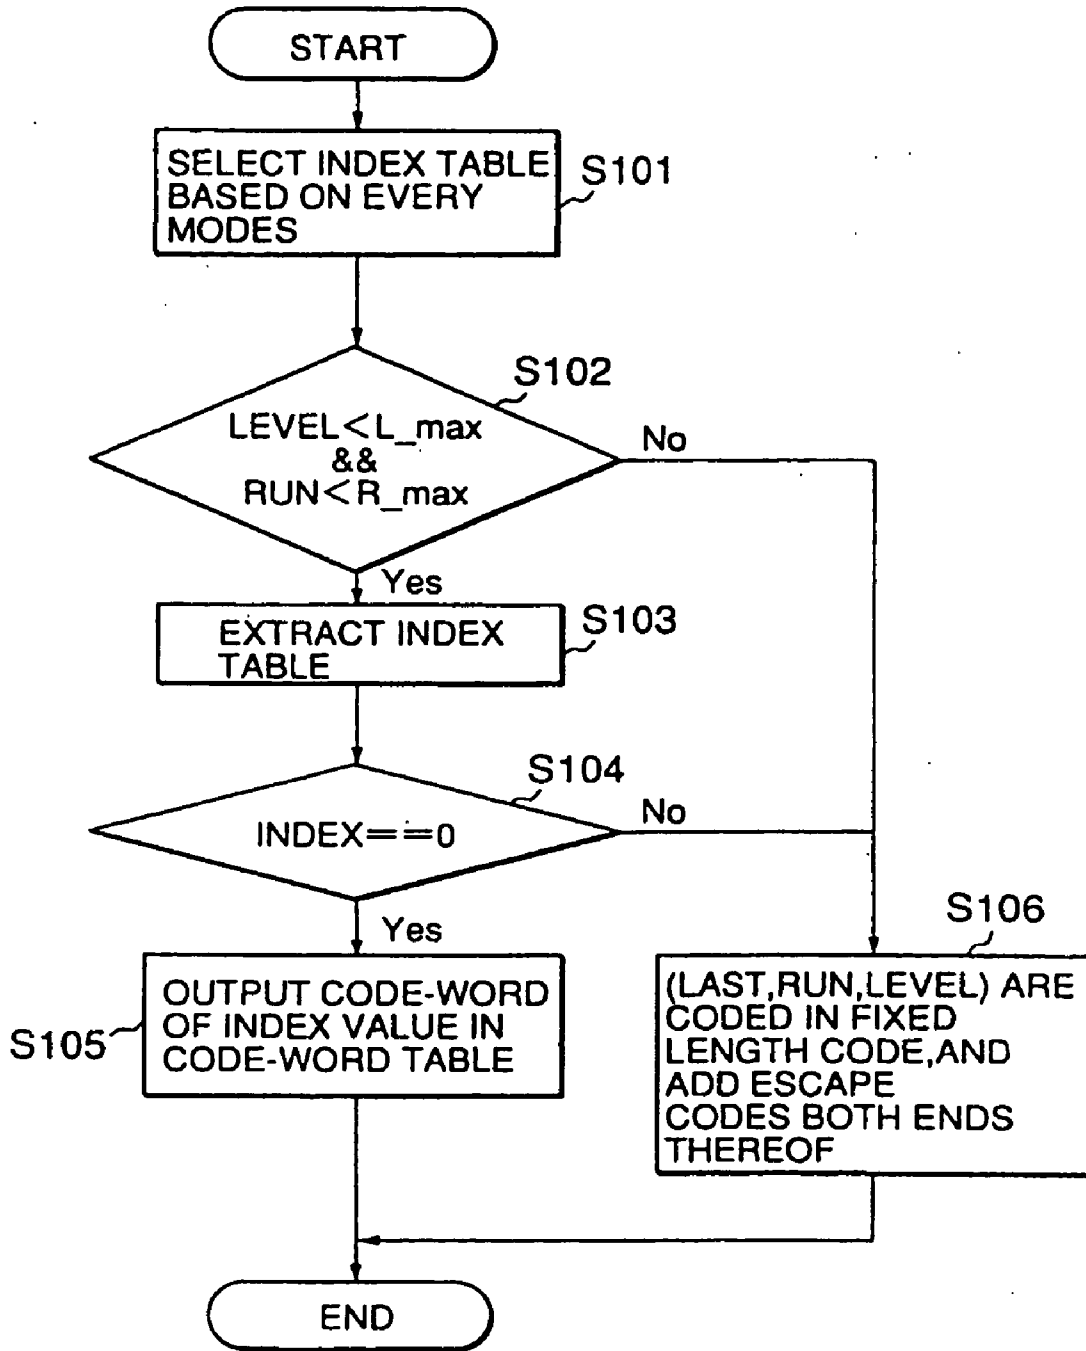 START
SELECT INDEX TABLE
BASED ON EVERY
MODES
S101
S102
LEVEL<L_max
&&
RUN<R_max
No
Yes
EXTRACT INDEX
TABLE
S103
S104
INDEX==0
No
Yes
OUTPUT CODE-WORD
OF INDEX VALUE IN
CODE-WORD TABLE
S105
S106
(LAST,RUN,LEVEL) ARE
CODED IN FIXED
LENGTH CODE,AND
ADD ESCAPE
CODES BOTH ENDS
THEREOF
END